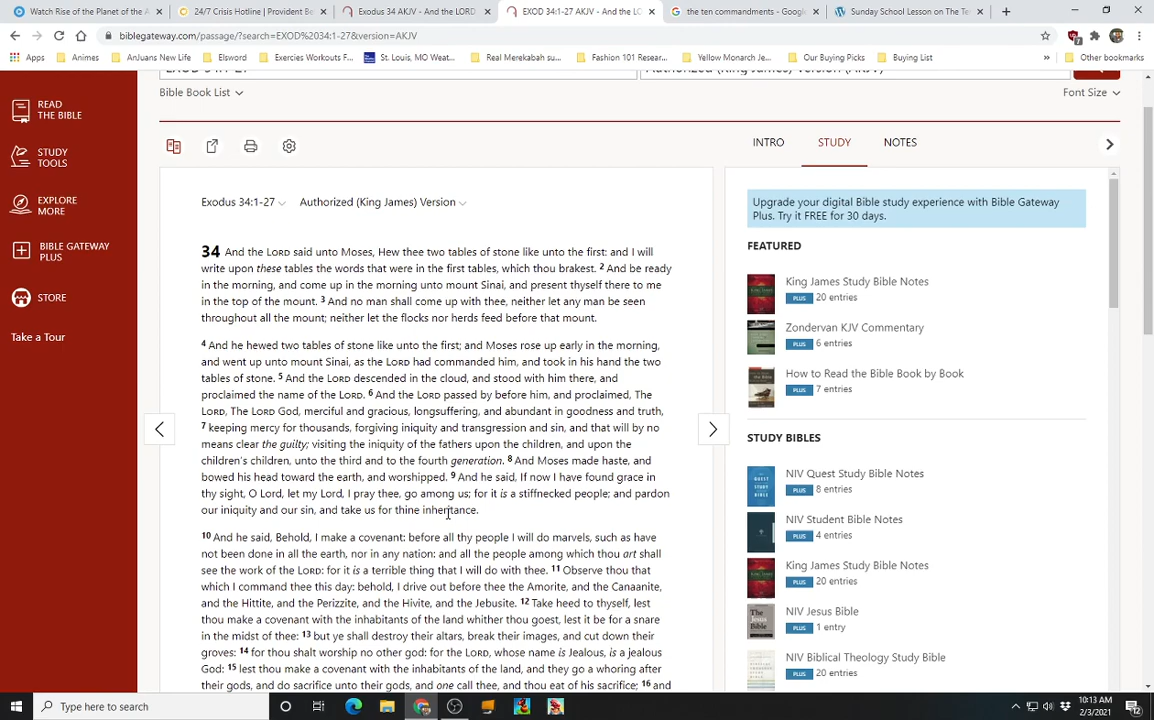 Watch Rise of the Planet of the A
24/7 Crisis Hotline | Provident Be
Exodus 34 AKJV - And the LORD
EXOD 34:1-27 AKJV - And the LO
the ten commandments - Google
Sunday School Lesson on The Te
biblegateway.com/passage/?search=EXOD%2034:1-27&version=AKJV
Apps
Animes
AnJuans New Life
Elsword
Exercies Workouts F...
St. Louis, MO Weat...
Real Merekabah su...
Fashion 101 Resear...
Yellow Monarch Je...
Our Buying Picks
Buying List
»
Other bookmarks
EXOD 34:1-27
Authorized (King James) Version (AKJV)
Bible Book List
Font Size
READ
THE BIBLE
STUDY
TOOLS
EXPLORE
MORE
BIBLE GATEWAY
PLUS
STORE
Take a Tour
INTRO
STUDY
NOTES
Exodus 34:1-27
Authorized (King James) Version
34 And the LORD said unto Moses, Hew thee two tables of stone like unto the first: and I will
write upon these tables the words that were in the first tables, which thou brakest. 2 And be ready
in the morning, and come up in the morning unto mount Sinai, and present thyself there to me
in the top of the mount. 3 And no man shall come up with thee, neither let any man be seen
throughout all the mount; neither let the flocks nor herds feed before that mount.
4 And he hewed two tables of stone like unto the first; and Moses rose up early in the morning,
and went up unto mount Sinai, as the LORD had commanded him, and took in his hand the two
tables of stone. 5 And the LORD descended in the cloud, and stood with him there, and
proclaimed the name of the LORD. 6 And the LORD passed by before him, and proclaimed, The
LORD, The LORD God, merciful and gracious, longsuffering, and abundant in goodness and truth,
7 keeping mercy for thousands, forgiving iniquity and transgression and sin, and that will by no
means clear the guilty; visiting the iniquity of the fathers upon the children, and upon the
children's children, unto the third and to the fourth generation. 8 And Moses made haste, and
bowed his head toward the earth, and worshipped. 9 And he said, If now I have found grace in
thy sight, O Lord, let my Lord, I pray thee, go among us; for it is a stiffnecked people; and pardon
our iniquity and our sin, and take us for thine inheritance.
10 And he said, Behold, I make a covenant: before all thy people I will do marvels, such as have
not been done in all the earth, nor in any nation: and all the people among which thou art shall
see the work of the LORD: for it is a terrible thing that I will do with thee. 11 Observe thou that
which I command thee this day: behold, I drive out before thee the Amorite, and the Canaanite,
and the Hittite, and the Perizzite, and the Hivite, and the Jebusite. 12 Take heed to thyself, lest
thou make a covenant with the inhabitants of the land whither thou goest, lest it be for a snare
in the midst of thee: 13 but ye shall destroy their altars, break their images, and cut down their
groves: 14 for thou shalt worship no other god: for the LORD, whose name is Jealous, is a jealous
God: 15 lest thou make a covenant with the inhabitants of the land, and they go a whoring after
their gods, and do sacrifice unto their gods, and one call thee, and thou eat of his sacrifice; 16 and
Upgrade your digital Bible study experience with Bible Gateway
Plus. Try it FREE for 30 days.
FEATURED
King James Study Bible Notes
PLUS 20 entries
Zondervan KJV Commentary
PLUS 6 entries
How to Read the Bible Book by Book
PLUS 7 entries
STUDY BIBLES
NIV Quest Study Bible Notes
PLUS 8 entries
NIV Student Bible Notes
PLUS 4 entries
King James Study Bible Notes
PLUS 20 entries
NIV Jesus Bible
PLUS 1 entry
NIV Biblical Theology Study Bible
PLUS 20 entries
Type here to search
10:13 AM
2/3/2021